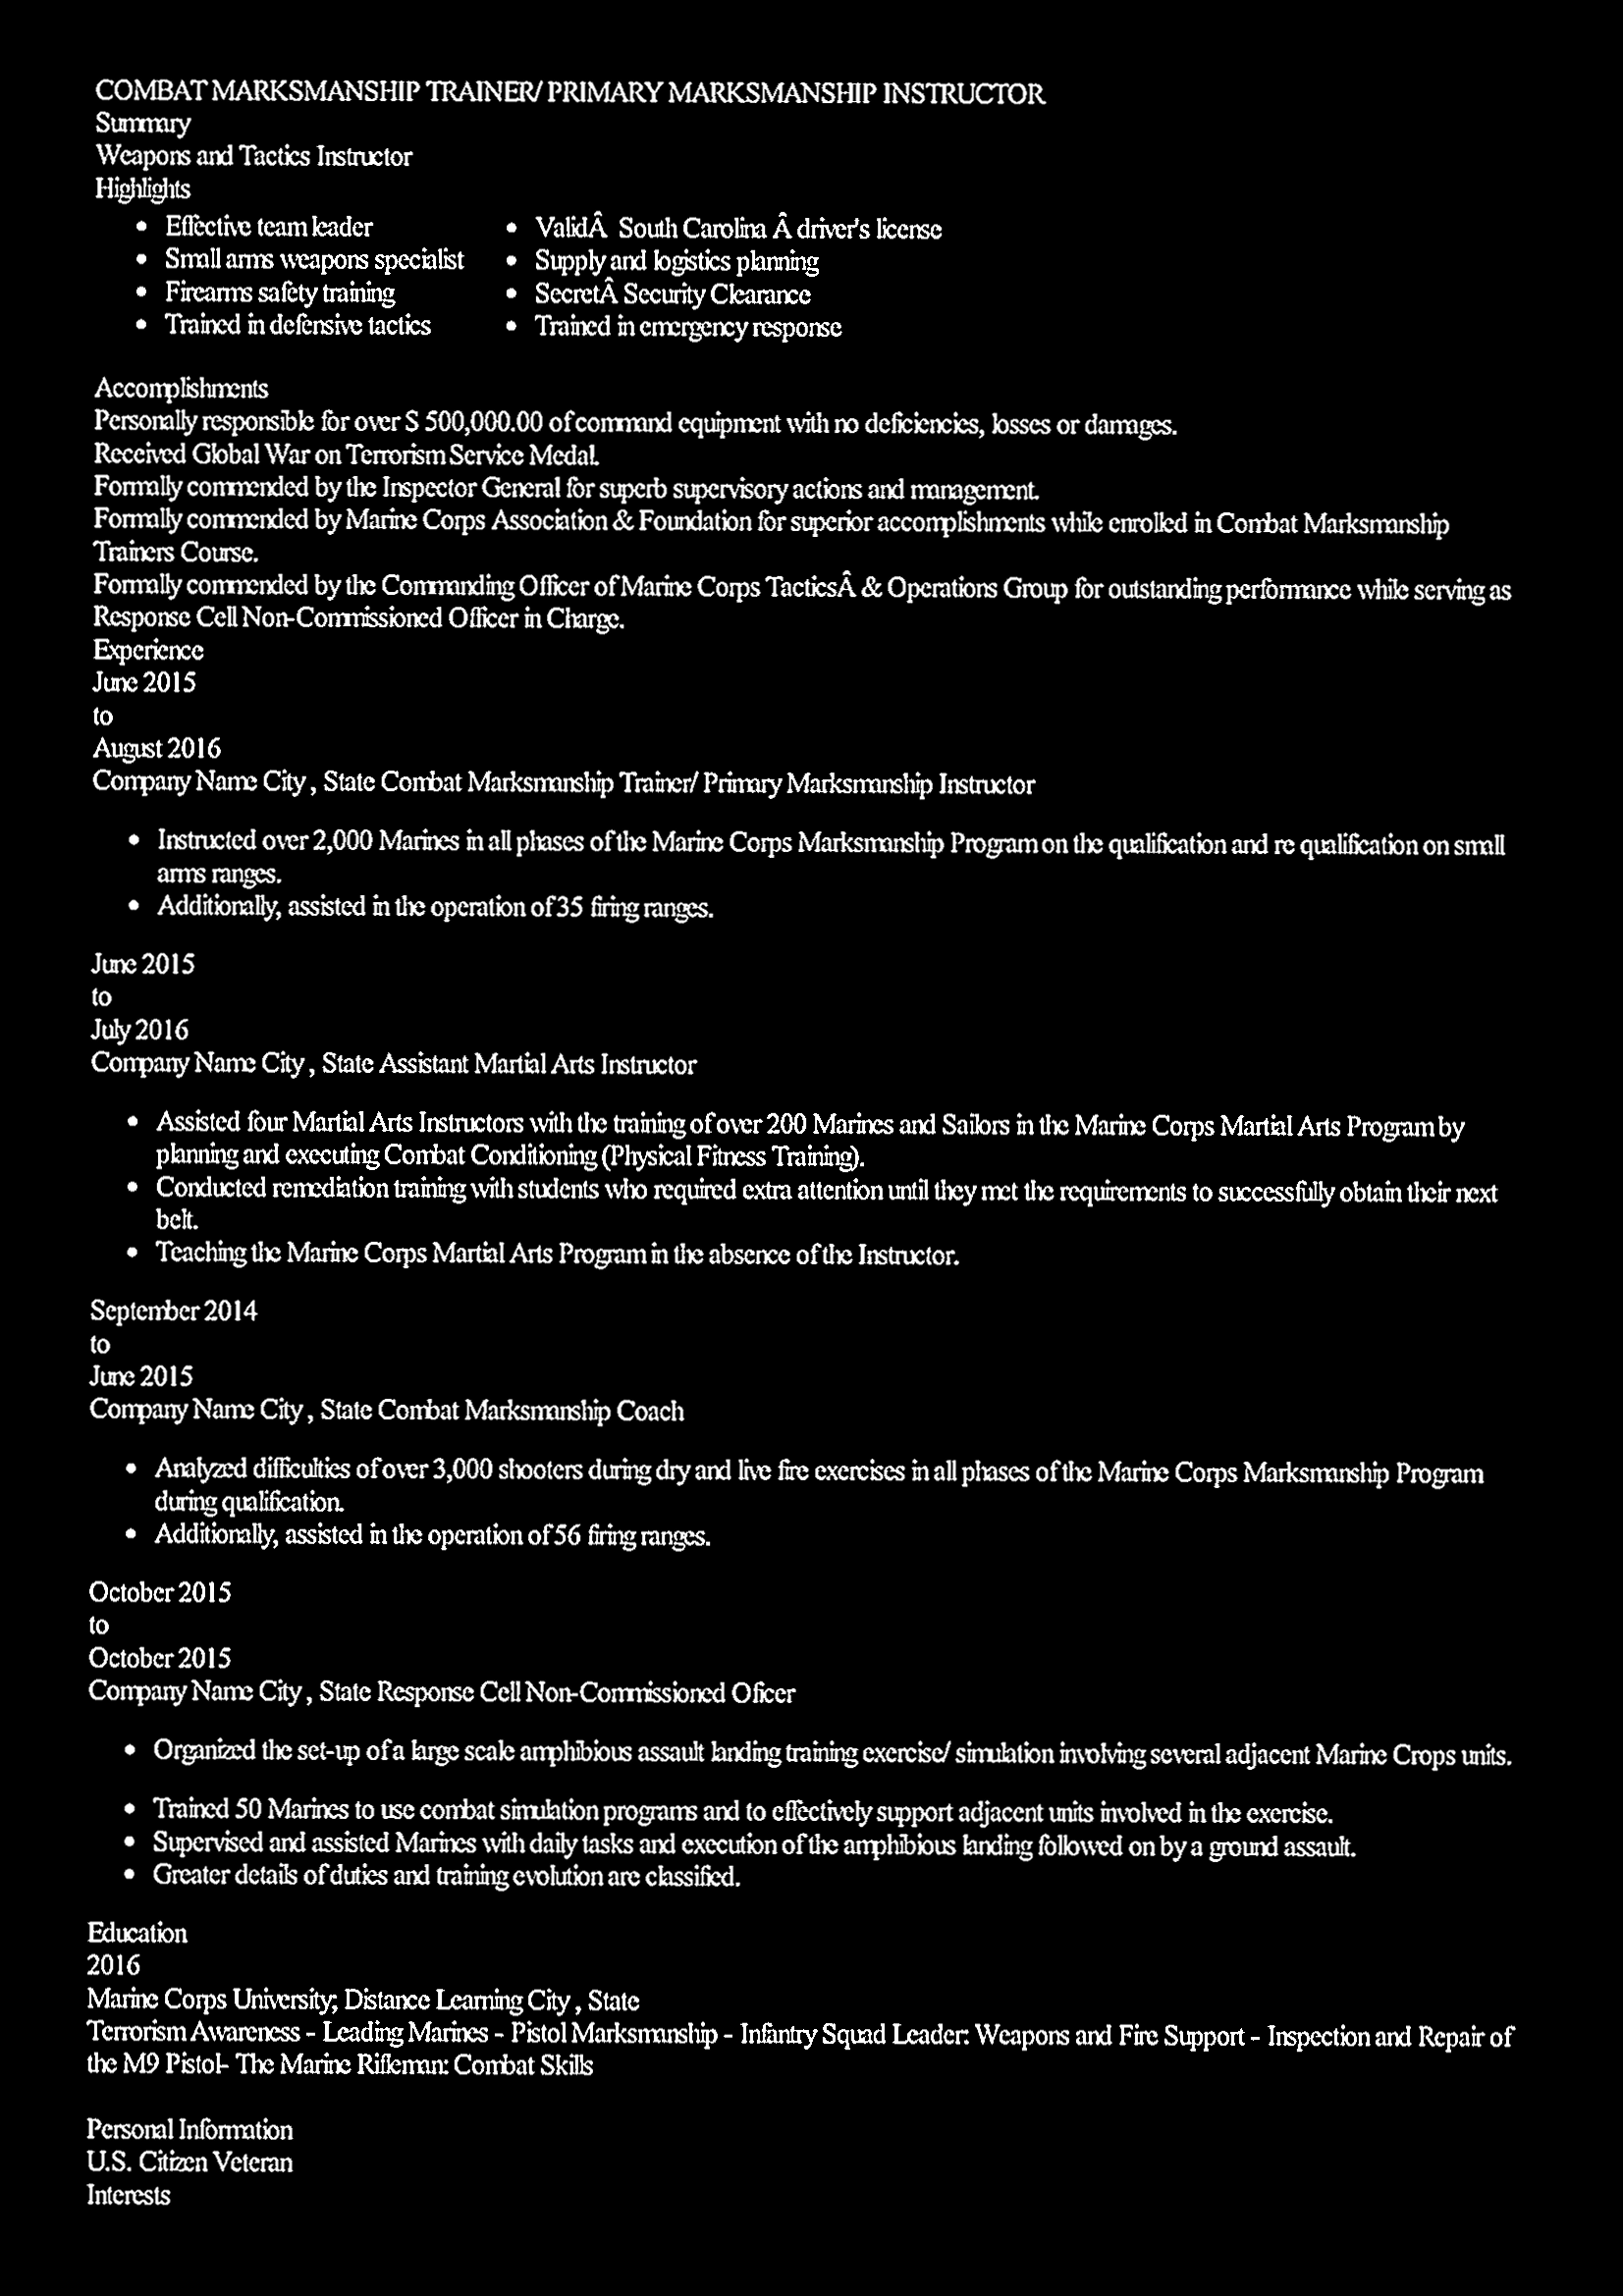 COMBAT MARKSMANSHIP TRAINER/ PRIMARY MARKSMANSHIP INSTRUCTOR
Summary
Weapons and Tactics Instructor
Highlights
• Effective team leader
• Small arms weapons specialist
• Firearms safety training
• Trained in defensive tactics
• ValidÂ South Carolina Â driver's license
• Supply and logistics planning
• SecretÂ Security Clearance
• Trained in emergency response
Accomplishments
Personally responsible for over $ 500,000.00 of command equipment with no deficiencies, losses or damages.
Received Global War on Terrorism Service Medal.
Formally commended by the Inspector General for superb supervisory actions and management.
Formally commended by Marine Corps Association & Foundation for superior accomplishments while enrolled in Combat Marksmanship
Trainers Course.
Formally commended by the Commanding Officer of Marine Corps TacticsÂ & Operations Group for outstanding performance while serving as
Response Cell Non-Commissioned Officer in Charge.
Experience
June 2015
to
August 2016
Company Name City , State Combat Marksmanship Trainer/ Primary Marksmanship Instructor
• Instructed over 2,000 Marines in all phases of the Marine Corps Marksmanship Program on the qualification and re qualification on small
arms ranges.
• Additionally, assisted in the operation of 35 firing ranges.
June 2015
to
July 2016
Company Name City , State Assistant Martial Arts Instructor
• Assisted four Martial Arts Instructors with the training of over 200 Marines and Sailors in the Marine Corps Martial Arts Program by
planning and executing Combat Conditioning (Physical Fitness Training).
• Conducted remediation training with students who required extra attention until they met the requirements to successfully obtain their next
belt.
• Teaching the Marine Corps Martial Arts Program in the absence of the Instructor.
September 2014
to
June 2015
Company Name City , State Combat Marksmanship Coach
• Analyzed difficulties of over 3,000 shooters during dry and live fire exercises in all phases of the Marine Corps Marksmanship Program
during qualification.
• Additionally, assisted in the operation of 56 firing ranges.
October 2015
to
October 2015
Company Name City , State Response Cell Non-Commissioned Oficer
• Organized the set-up of a large scale amphibious assault landing training exercise/ simulation involving several adjacent Marine Crops units.
• Trained 50 Marines to use combat simulation programs and to effectively support adjacent units involved in the exercise.
• Supervised and assisted Marines with daily tasks and execution of the amphibious landing followed on by a ground assault.
• Greater details of duties and training evolution are classified.
Education
2016
Marine Corps University; Distance Learning City , State
Terrorism Awareness - Leading Marines - Pistol Marksmanship - Infantry Squad Leader: Weapons and Fire Support - Inspection and Repair of
the M9 Pistol- The Marine Rifleman: Combat Skills
Personal Information
U.S. Citizen Veteran
Interests